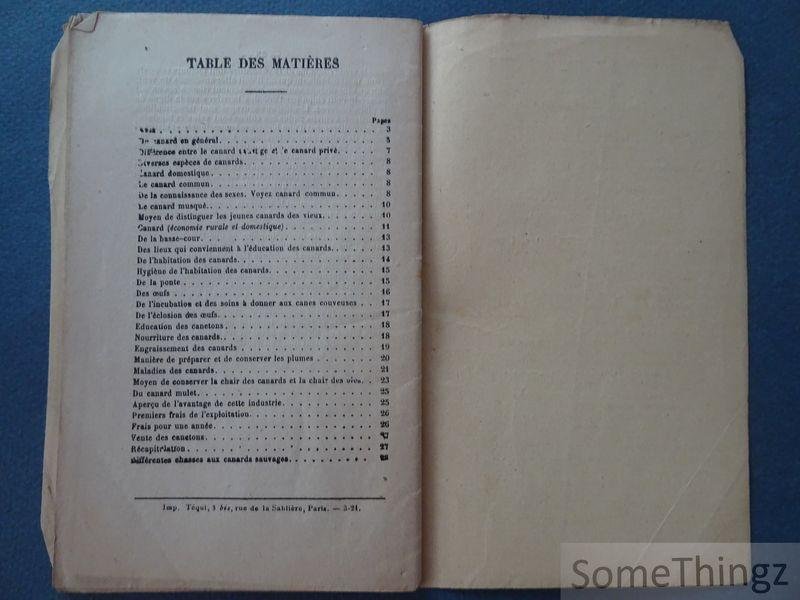 TABLE DES MATIÈRES
Pages
. . . . . . . . . . . . . . . . . . . . 3
Du canard en général. . . . . . . . . . . . . . . . . 5
Différence entre le canard sauvage et le canard privé. . . . 7
Diverses espèces de canards. . . . . . . . . . . . . . 8
Canard domestique. . . . . . . . . . . . . . . . . . 8
Le canard commun. . . . . . . . . . . . . . . . . . 8
De la connaissance des sexes. Voyez canard commun. . . . . 8
Le canard musqué. . . . . . . . . . . . . . . . . . 10
Moyen de distinguer les jeunes canards des vieux. . . . . . 10
Canard (économie rurale et domestique) . . . . . . . . . 11
De la basse-cour. . . . . . . . . . . . . . . . . . . 13
Des lieux qui conviennent à l'éducation des canards. . . . . 13
De l'habitation des canards. . . . . . . . . . . . . . . 14
Hygiène de l'habitation des canards. . . . . . . . . . . 15
De la ponte . . . . . . . . . . . . . . . . . . . . . 15
Des œufs . . . . . . . . . . . . . . . . . . . . . . 16
De l'incubation et des soins à donner aux canes couveuses . . 17
De l'éclosion des œufs. . . . . . . . . . . . . . . . . 17
Education des canetons . . . . . . . . . . . . . . . . 18
Nourriture des canards. . . . . . . . . . . . . . . . . 18
Engraissement des canards . . . . . . . . . . . . . . . 19
Manière de préparer et de conserver les plumes . . . . . . 20
Maladies des canards. . . . . . . . . . . . . . . . . . 21
Moyen de conserver la chair des canards et la chair des oies. . 23
Du canard mulet. . . . . . . . . . . . . . . . . . . . 25
Aperçu de l'avantage de cette industrie. . . . . . . . . . 25
Premiers frais de l'exploitation. . . . . . . . . . . . . . 26
Frais pour une année. . . . . . . . . . . . . . . . . . 26
Vente des canetons. . . . . . . . . . . . . . . . . . . 27
Récapitulation. . . . . . . . . . . . . . . . . . . . . 27
Différentes chasses aux canards sauvages. . . . . . . . . 28
Imp. Téqui, 3 bis, rue de la Sablière, Paris. — 3-21.
SomeThingz